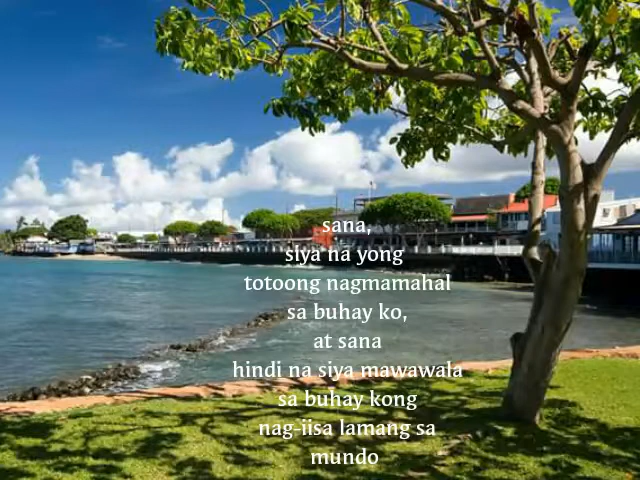 sana,
siya na yong
totoong nagmamahal
sa buhay ko,
at sana
hindi na siya mawawala
sa buhay kong
nag-iisa lamang sa
mundo